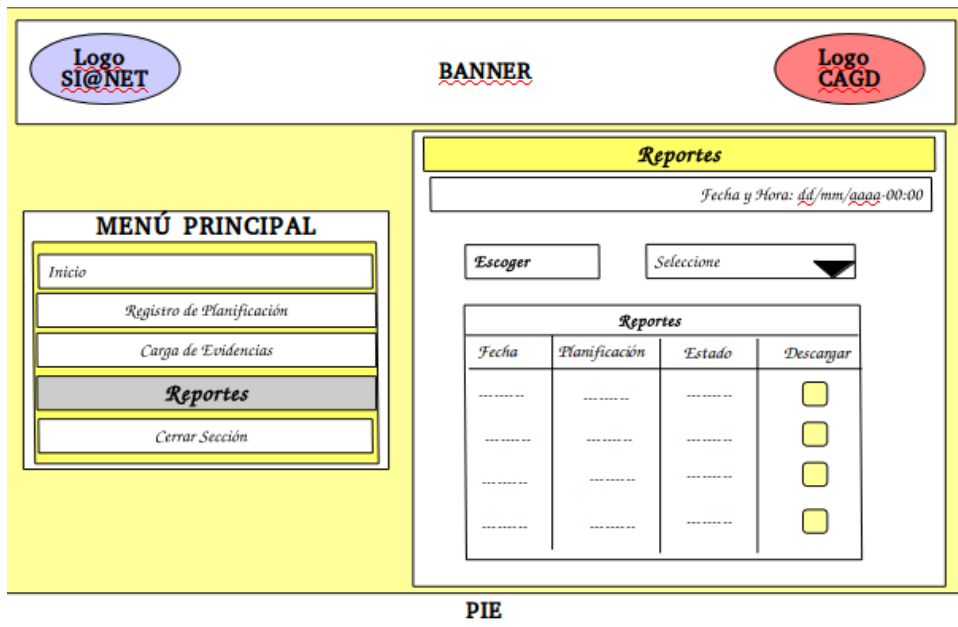 Logo
SI@NET
BANNER
Logo
CAGD
MENÚ PRINCIPAL
Inicio
Registro de Planificación
Carga de Evidencias
Reportes
Cerrar Sección
Reportes
Fecha y Hora: dd/mm/aaaa-00:00
Escoger
Seleccione
Reportes
Fecha Planificación Estado Descargar
-------- -------- --------
-------- -------- --------
-------- -------- --------
-------- -------- --------
PIE